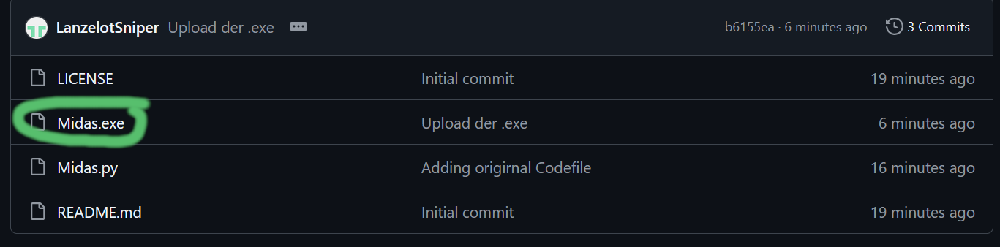 LanzelotSniper Upload der .exe b6155ea · 6 minutes ago 3 Commits
LICENSE Initial commit 19 minutes ago
Midas.exe Upload der .exe 6 minutes ago
Midas.py Adding origirnal Codefile 16 minutes ago
README.md Initial commit 19 minutes ago